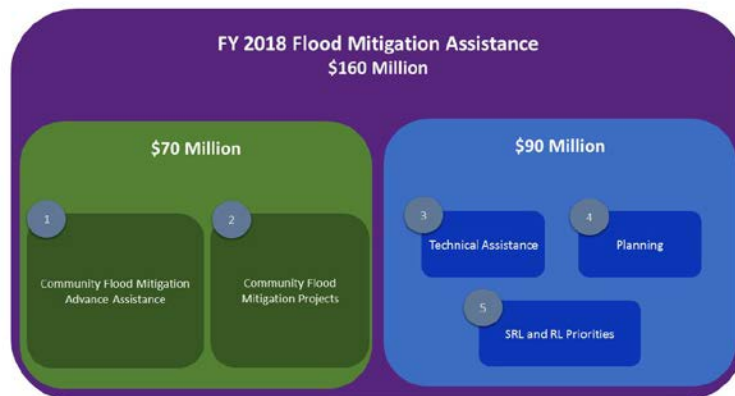 FY 2018 Flood Mitigation Assistance
$160 Million
$70 Million
1
Community Flood Mitigation
Advance Assistance
2
Community Flood
Mitigation Projects
$90 Million
3
Technical Assistance
4
Planning
5
SRL and RL Priorities